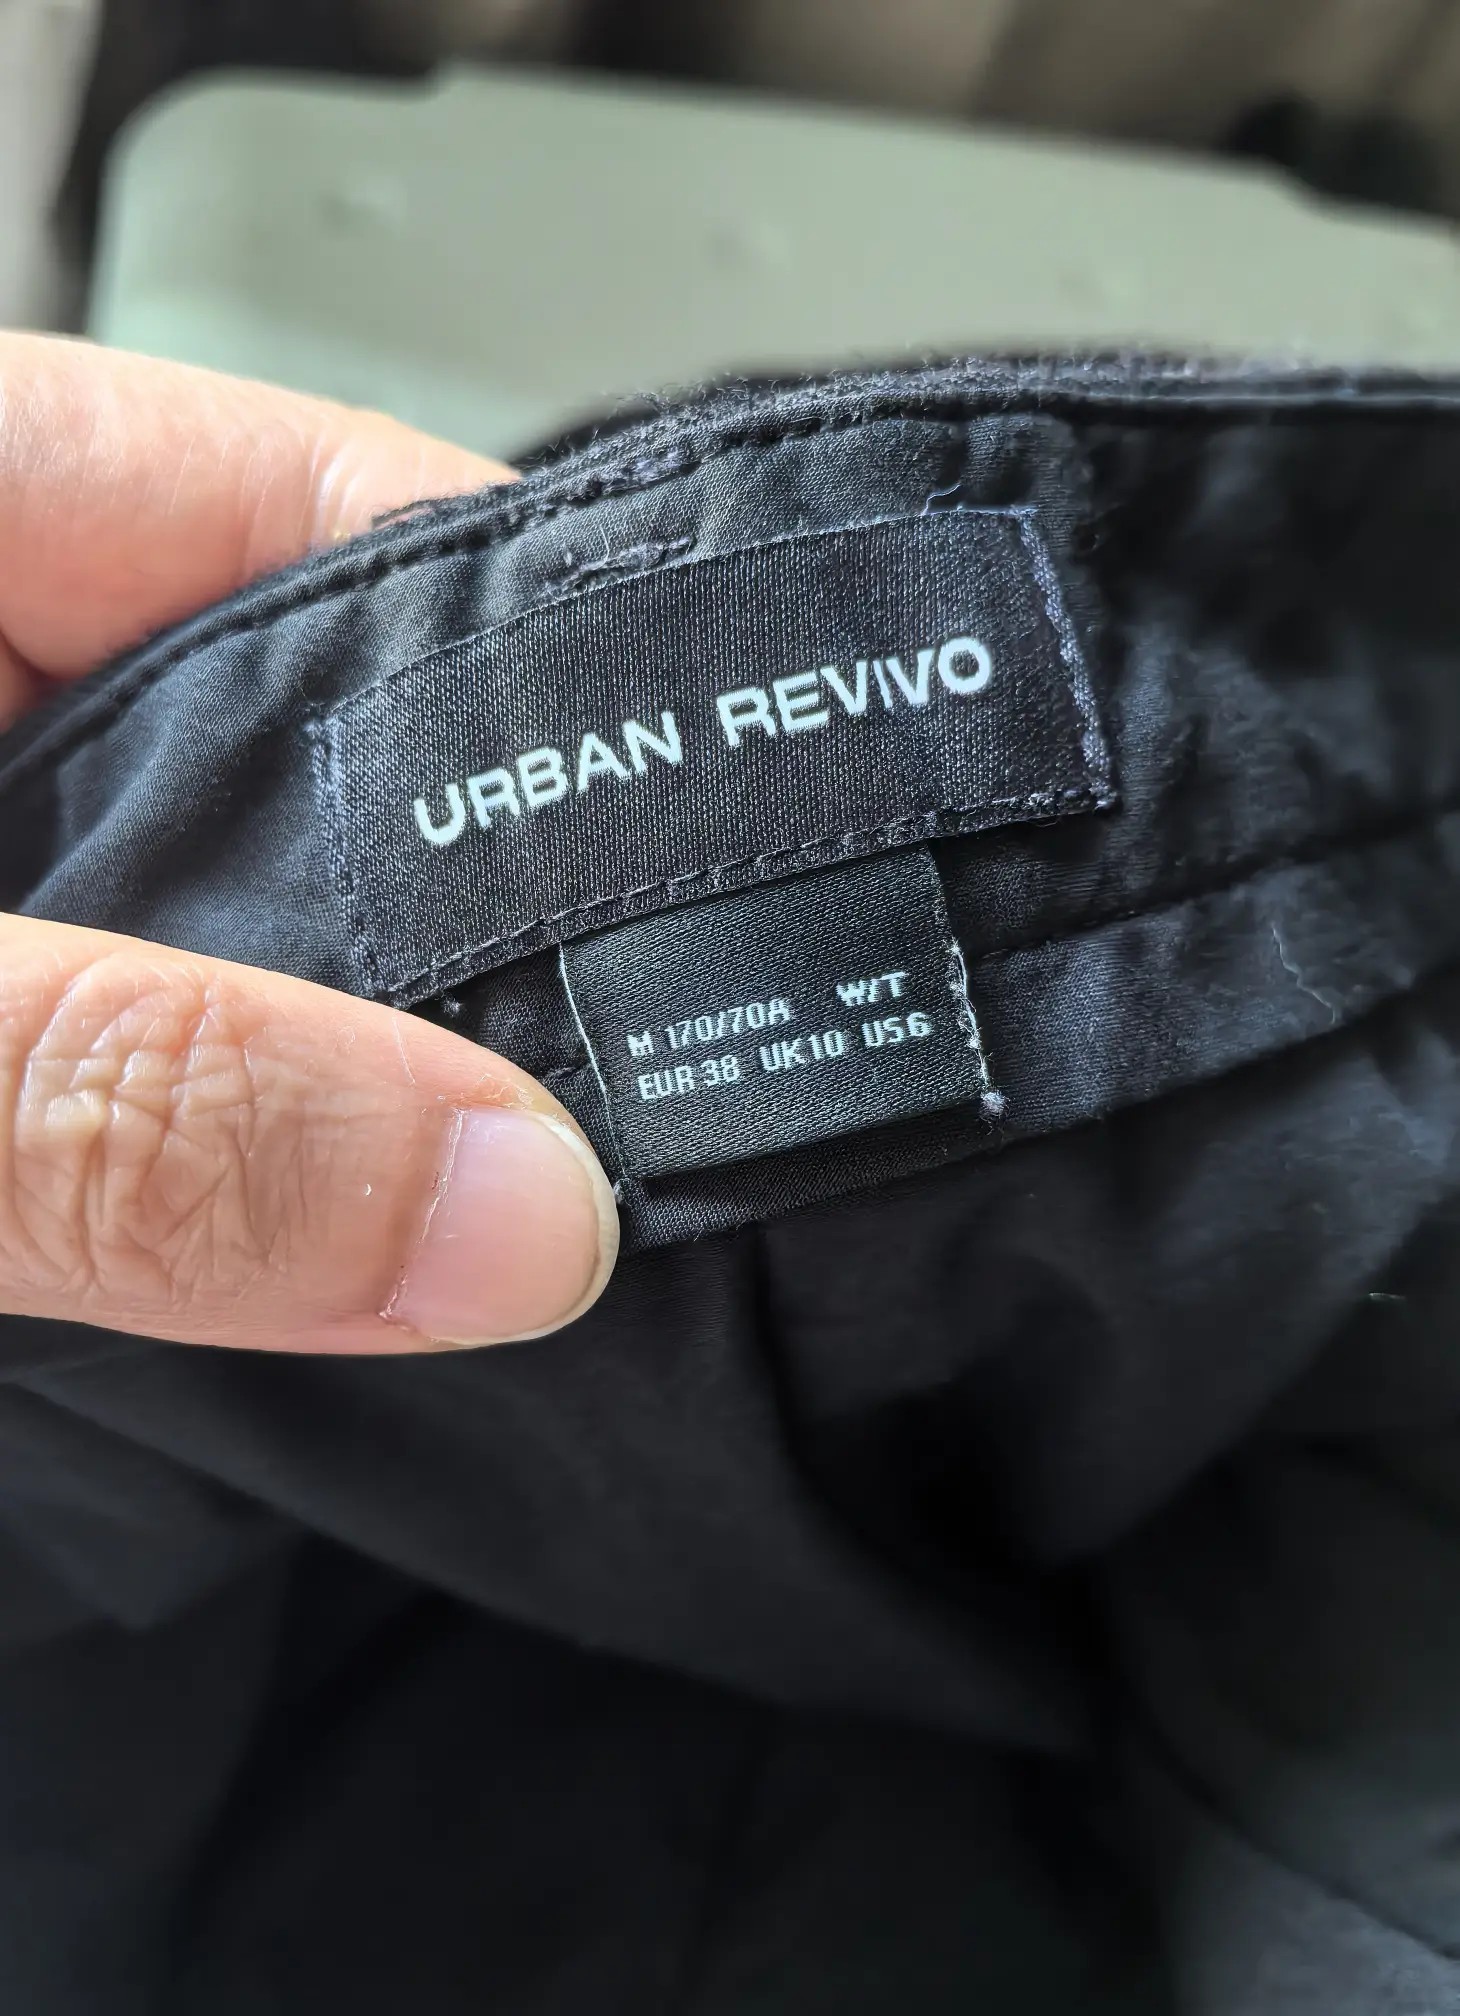 URBAN REVIVO
M 170/70A W/T
EUR 38 UK10 US6